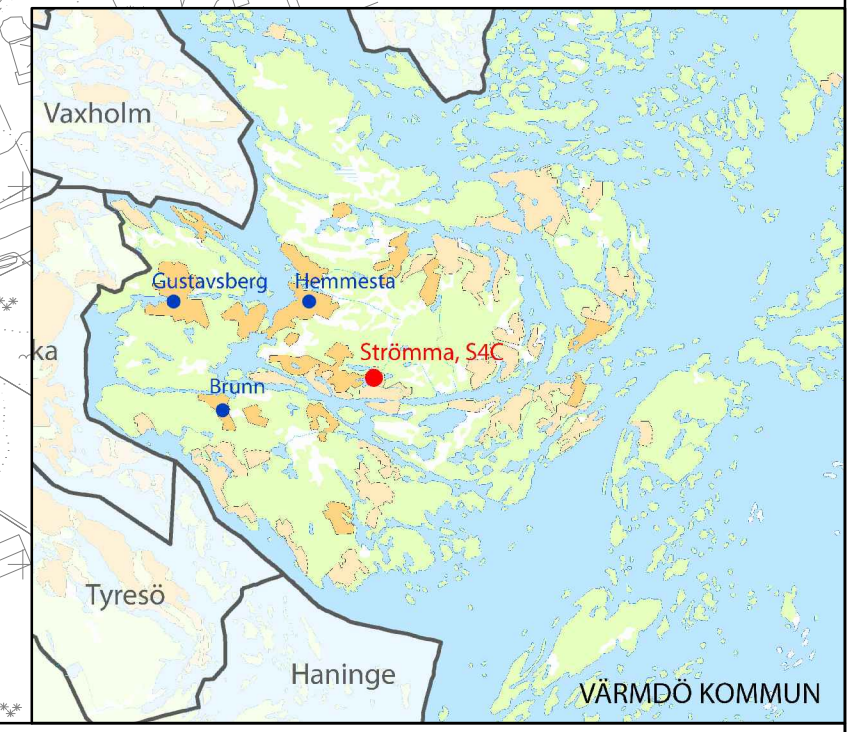 Vaxholm
Gustavsberg
Hemmesta
ka
Strömma, S4C
Brunn
Tyresö
Haninge
VÄRMDÖ KOMMUN